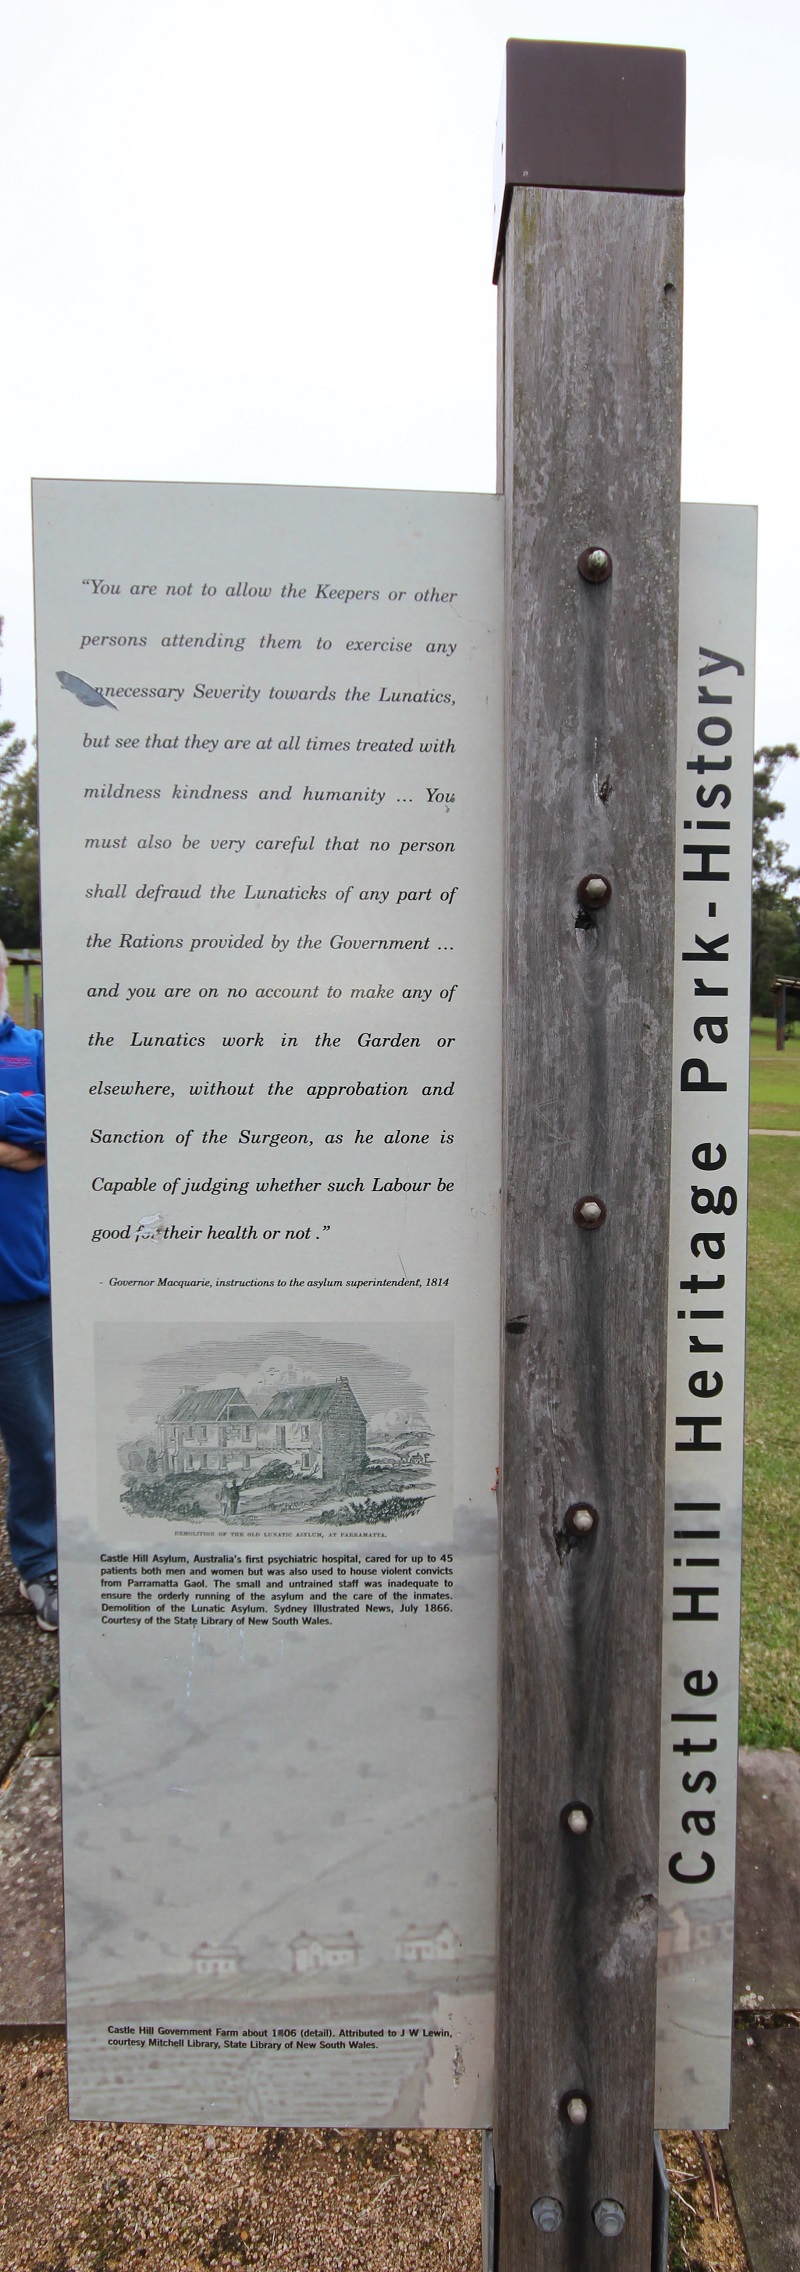 “You are not to allow the Keepers or other
persons attending them to exercise any
nnecessary Severity towards the Lunatics,
but see that they are at all times treated with
mildness kindness and humanity ... You
must also be very careful that no person
shall defraud the Lunaticks of any part of
the Rations provided by the Government ...
and you are on no account to make any of
the Lunatics work in the Garden or
elsewhere, without the approbation and
Sanction of the Surgeon, as he alone is
Capable of judging whether such Labour be
good for their health or not .”
- Governor Macquarie, instructions to the asylum superintendent, 1814
DEMOLITION OF THE OLD LUNATIC ASYLUM, AT PARRAMATTA.
Castle Hill Asylum, Australia's first psychiatric hospital, cared for up to 45
patients both men and women but was also used to house violent convicts
from Parramatta Gaol. The small and untrained staff was inadequate to
ensure the orderly running of the asylum and the care of the inmates.
Demolition of the Lunatic Asylum. Sydney Illustrated News, July 1866.
Courtesy of the State Library of New South Wales.
Castle Hill Government Farm about 1806 (detail). Attributed to J W Lewin,
courtesy Mitchell Library, State Library of New South Wales.
Castle Hill Heritage Park-History